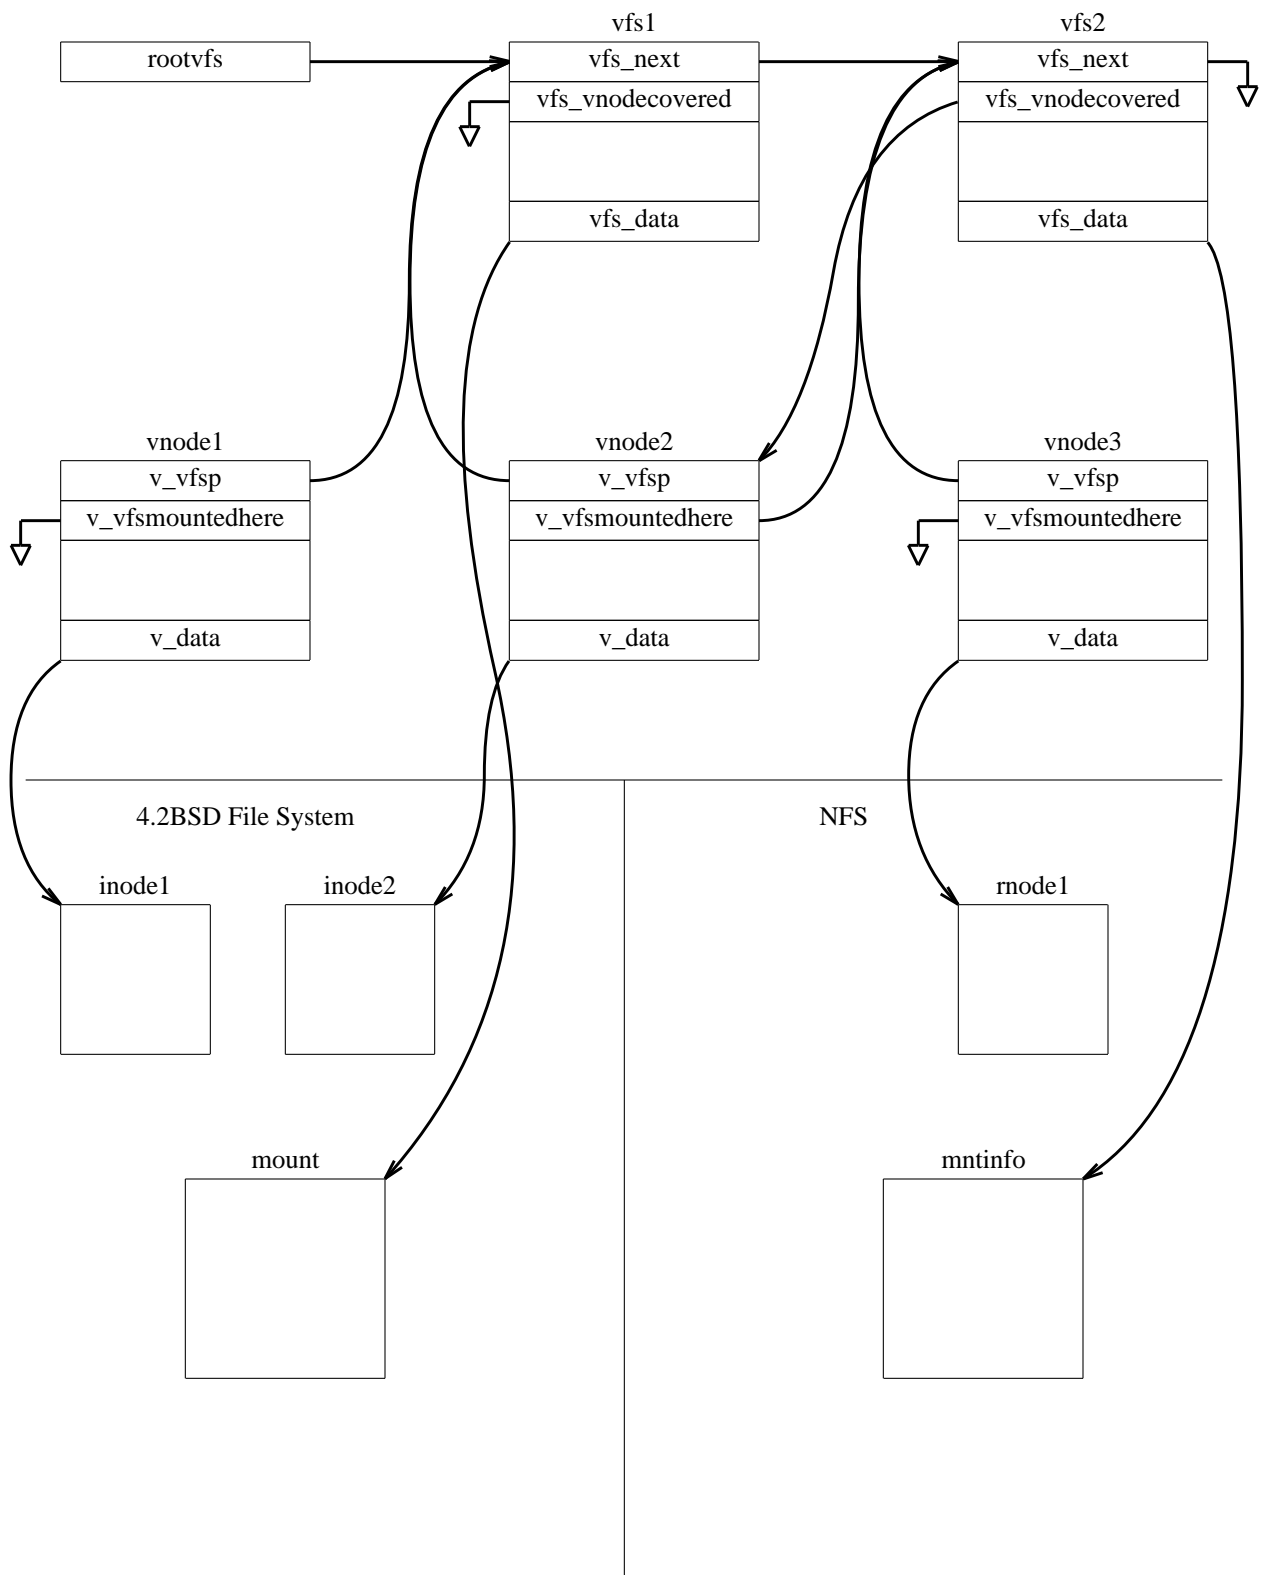 vfs1
vfs2
rootvfs
vfs_next
vfs_next
vfs_vnodecovered
vfs_vnodecovered
vfs_data
vfs_data
vnode1
vnode2
vnode3
v_vfsp
v_vfsp
v_vfsp
v_vfsmountedhere
v_vfsmountedhere
v_vfsmountedhere
v_data
v_data
v_data
4.2BSD File System
NFS
inode1
inode2
rnode1
mount
mntinfo